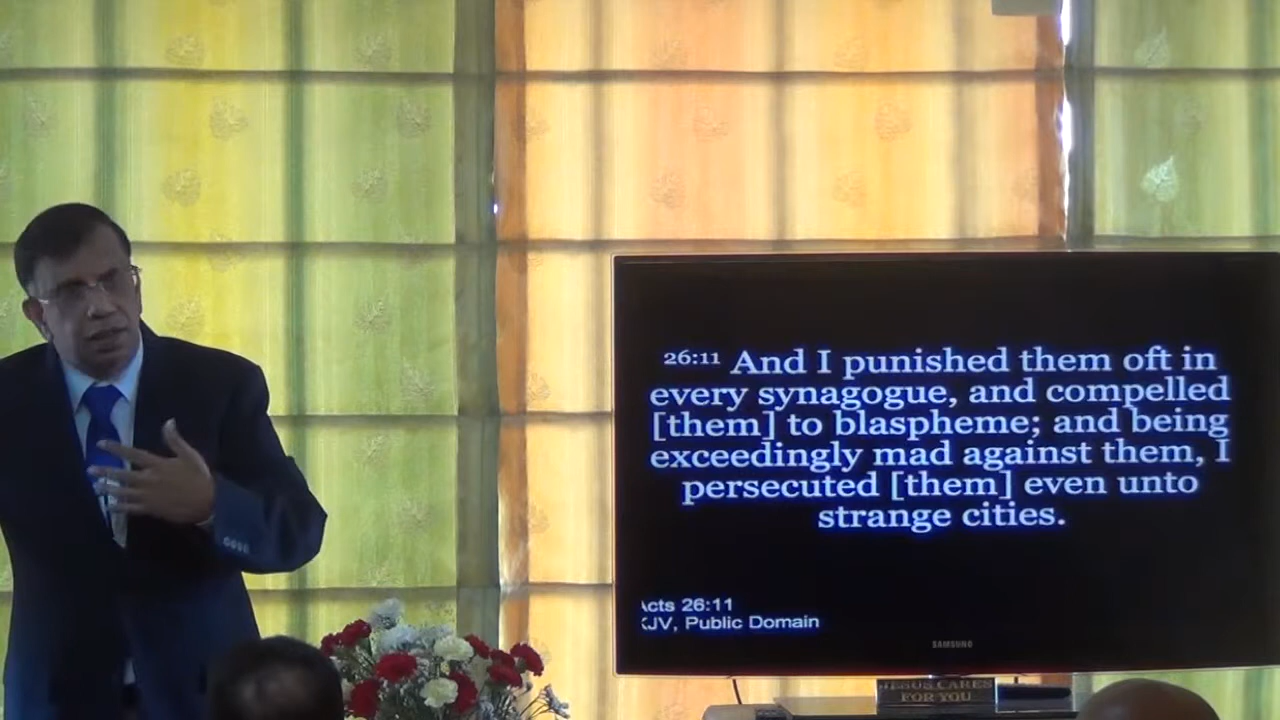 26:11 And I punished them oft in
every synagogue, and compelled
[them] to blaspheme; and being
exceedingly mad against them, I
persecuted [them] even unto
strange cities.
Acts 26:11
KJV, Public Domain
SAMSUNG
JESUS CARES
FOR YOU